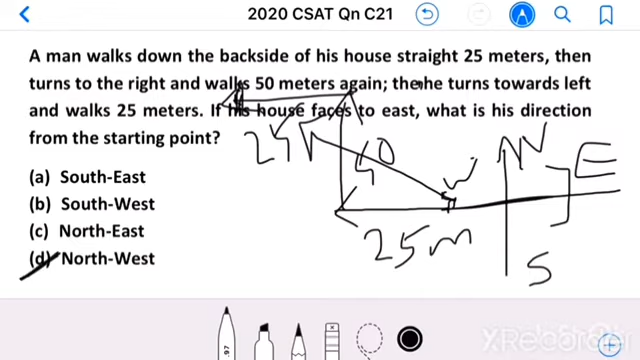 2020 CSAT Qn C21
A man walks down the backside of his house straight 25 meters, then
turns to the right and walks 50 meters again; then he turns towards left
and walks 25 meters. If his house faces to east, what is his direction
from the starting point?
(a) South-East
(b) South-West
(c) North-East
(d) North-West
N
E
W
S
25m
.97
XRecorder